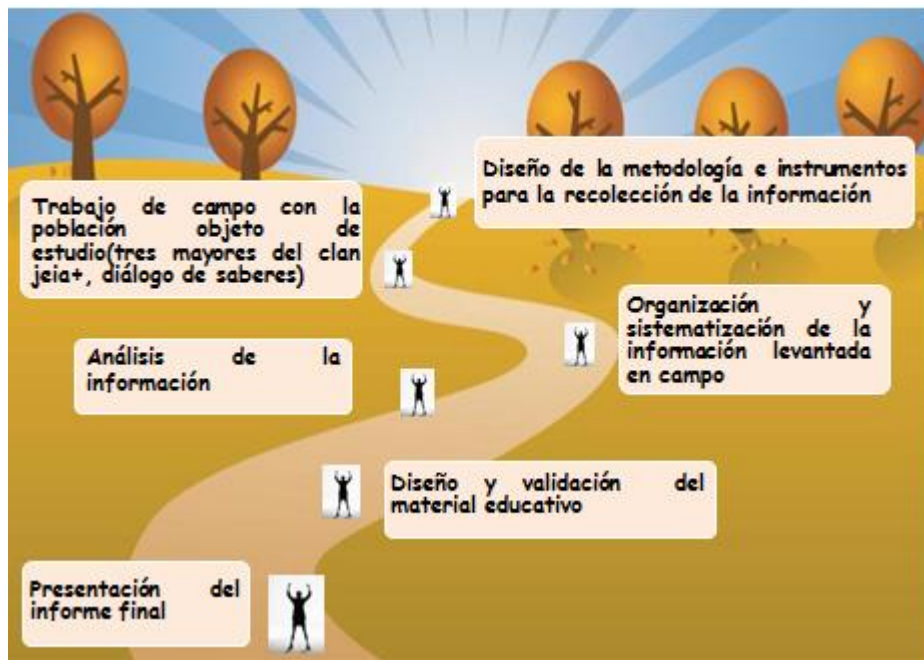 Diseño de la metodología e instrumentos
para la recolección de la información
Trabajo de campo con la
población objeto de
estudio(tres mayores del clan
jeia+, diálogo de saberes)
Organización y
sistematización de la
información levantada
en campo
Análisis de la
información
Diseño y validación del
material educativo
Presentación del
informe final